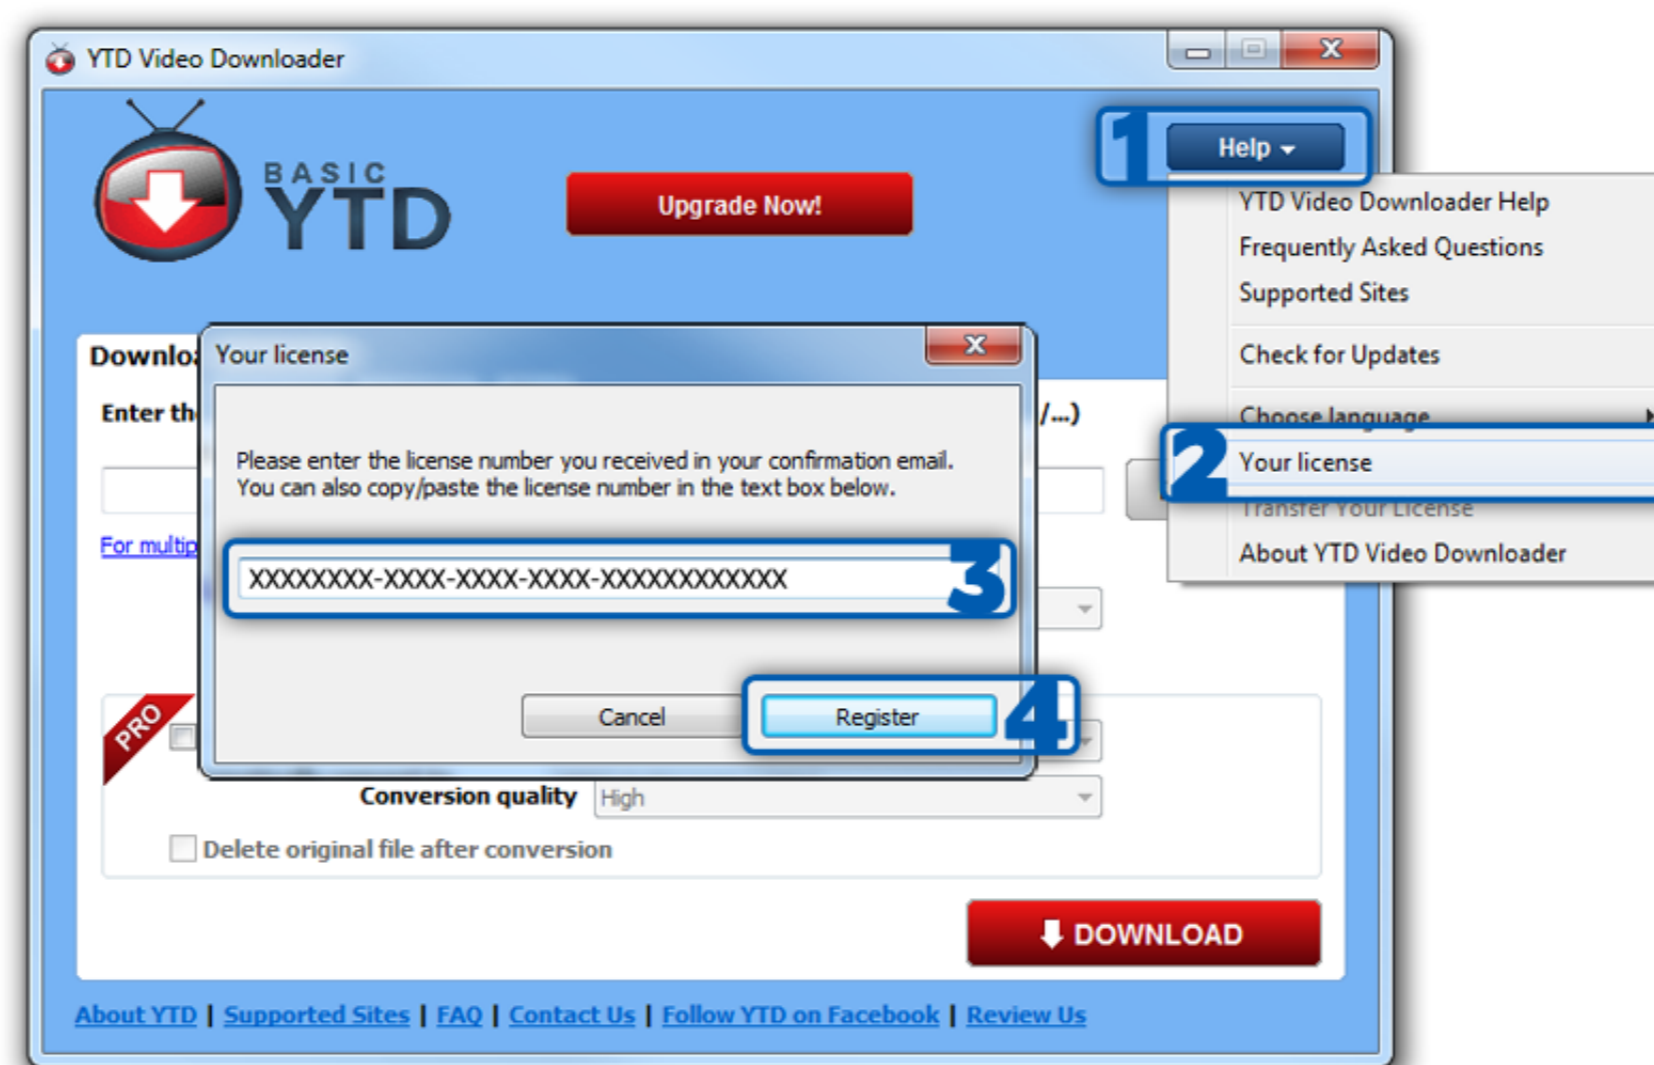 YTD Video Downloader
1
Help
BASIC
YTD
Upgrade Now!
YTD Video Downloader Help
Frequently Asked Questions
Supported Sites
Check for Updates
Choose language
2
Your license
Transfer Your License
About YTD Video Downloader
Your license
Enter
/...)
Please enter the license number you received in your confirmation email.
You can also copy/paste the license number in the text box below.
For
XXXXXXXX-XXXX-XXXX-XXXX-XXXXXXXXXXXX
3
Cancel
Register
4
PRO
Conversion quality
High
Delete original file after conversion
DOWNLOAD
About YTD | Supported Sites | FAQ | Contact Us | Follow YTD on Facebook | Review Us